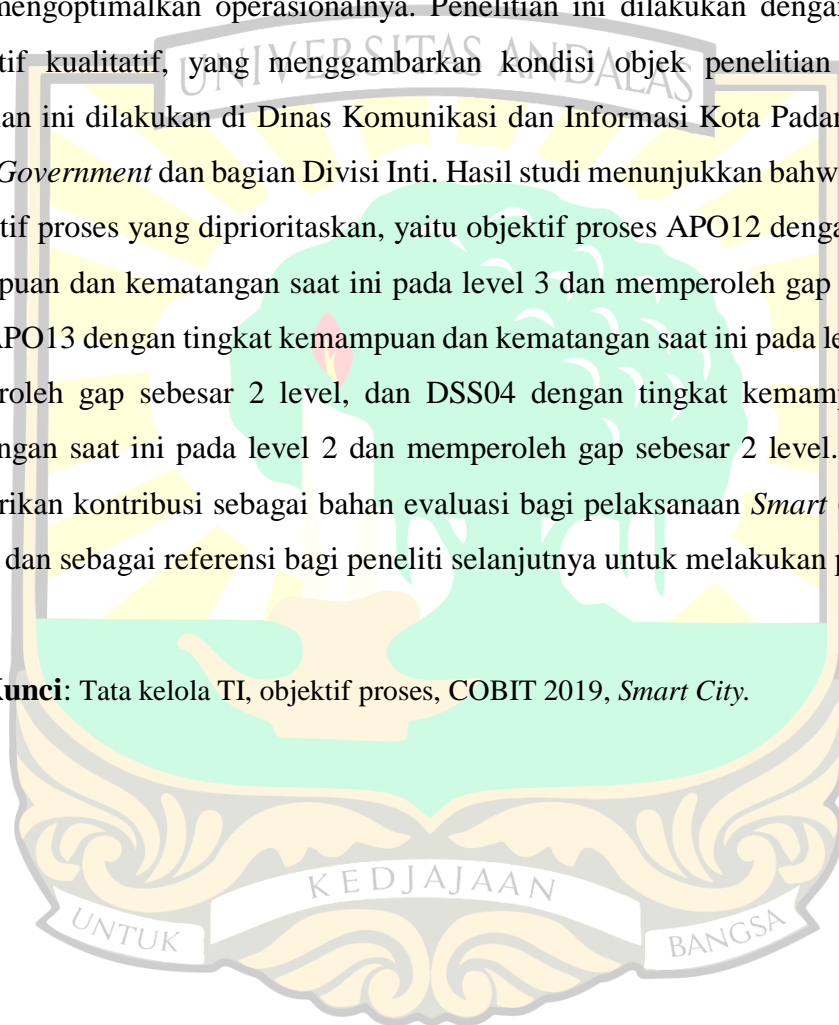 mengoptimalkan operasionalnya. Penelitian ini dilakukan dengan
tif kualitatif, yang menggambarkan kondisi objek penelitian
UNIVERSITAS ANDALAS
an ini dilakukan di Dinas Komunikasi dan Informasi Kota Padan
Government dan bagian Divisi Inti. Hasil studi menunjukkan bahw
tif proses yang diprioritaskan, yaitu objektif proses APO12 denga
puan dan kematangan saat ini pada level 3 dan memperoleh gap
APO13 dengan tingkat kemampuan dan kematangan saat ini pada le
roleh gap sebesar 2 level, dan DSS04 dengan tingkat kemamp
ngan saat ini pada level 2 dan memperoleh gap sebesar 2 level.
rikan kontribusi sebagai bahan evaluasi bagi pelaksanaan Smart
dan sebagai referensi bagi peneliti selanjutnya untuk melakukan p
Kunci: Tata kelola TI, objektif proses, COBIT 2019, Smart City.
UNTUK KEDJAJAAN BANGSA